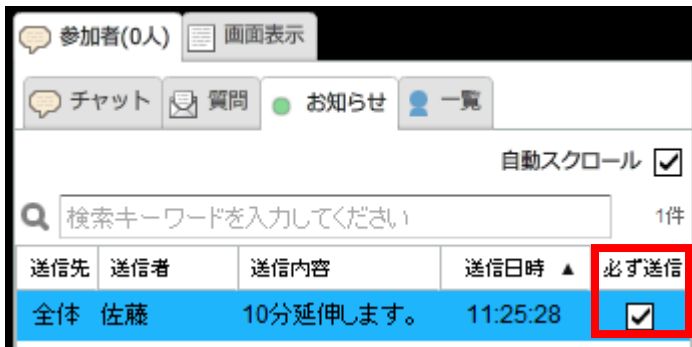 参加者(0人) 画面表示
チャット 質問 お知らせ 一覧
自動スクロール
検索キーワードを入力してください 1件
送信先 送信者 送信内容 送信日時 ▲ 必ず送信
全体 佐藤 10分延伸します。 11:25:28